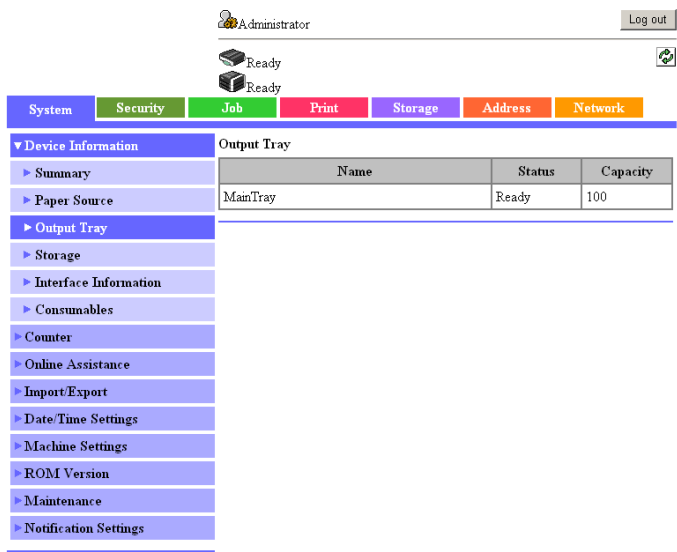 Administrator
Log out
Ready
Ready
System Security Job Print Storage Address Network
Device Information
Summary
Paper Source
Output Tray
Storage
Interface Information
Consumables
Counter
Online Assistance
Import/Export
Date/Time Settings
Machine Settings
ROM Version
Maintenance
Notification Settings
Output Tray
Name Status Capacity
MainTray Ready 100